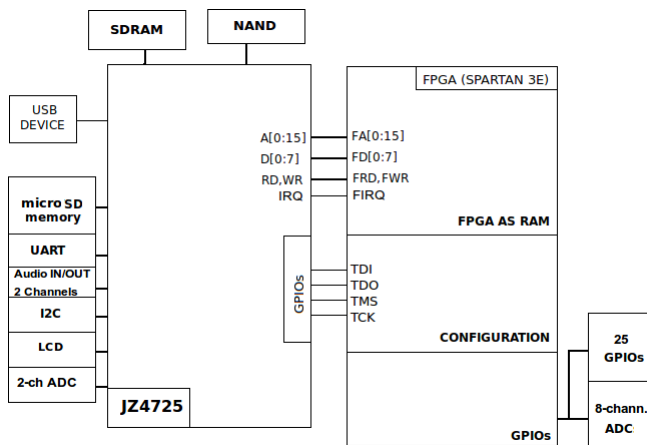 SDRAM
NAND
FPGA (SPARTAN 3E)
USB
DEVICE
A[0:15]
FA[0:15]
D[0:7]
FD[0:7]
RD,WR
FRD,FWR
IRQ
FIRQ
FPGA AS RAM
micro SD
memory
UART
Audio IN/OUT
2 Channels
I2C
LCD
2-ch ADC
JZ4725
GPIOs
TDI
TDO
TMS
TCK
CONFIGURATION
GPIOs
25
GPIOs
8-chann.
ADC